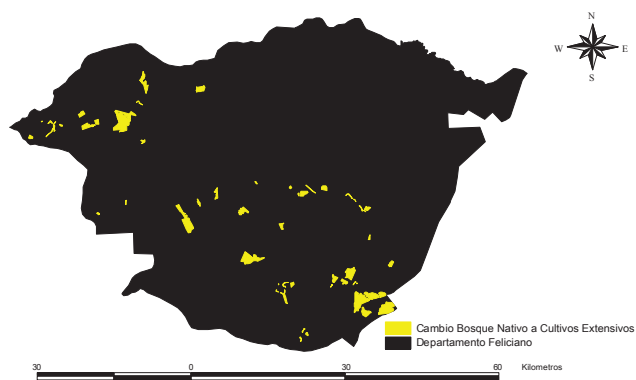 N
W E
S
Cambio Bosque Nativo a Cultivos Extensivos
Departamento Feliciano
30 0 30 60 Kilometros